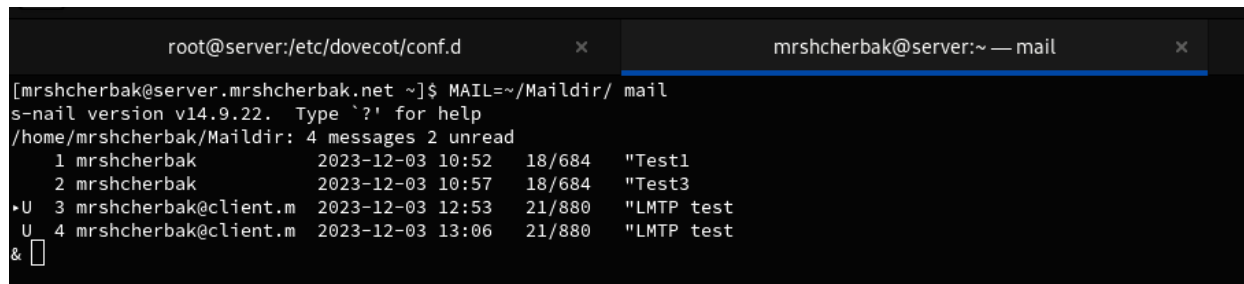 root@server:/etc/dovecot/conf.d × mrshcherbak@server:~ — mail ×
[mrshcherbak@server.mrshcherbak.net ~]$ MAIL=~/Maildir/ mail
s-nail version v14.9.22.  Type `?' for help
/home/mrshcherbak/Maildir: 4 messages 2 unread
    1 mrshcherbak           2023-12-03 10:52   18/684   "Test1
    2 mrshcherbak           2023-12-03 10:57   18/684   "Test3
▸U  3 mrshcherbak@client.m  2023-12-03 12:53   21/880   "LMTP test
 U  4 mrshcherbak@client.m  2023-12-03 13:06   21/880   "LMTP test
&